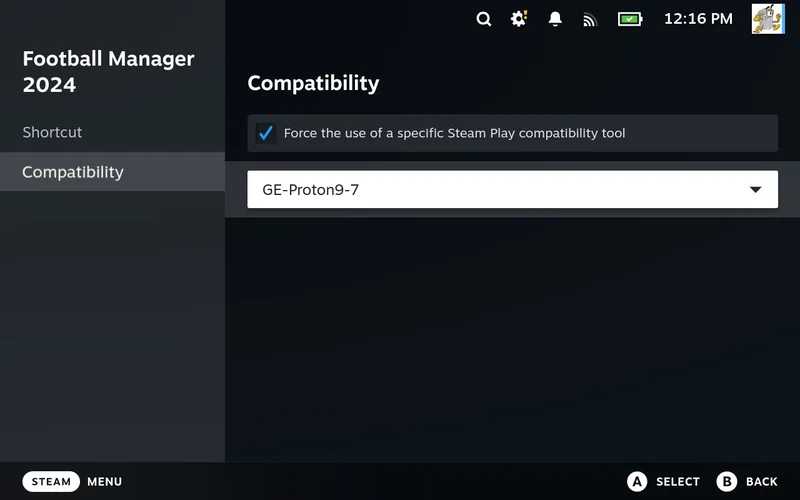 12:16 PM
Football Manager
2024
Shortcut
Compatibility
Compatibility
Force the use of a specific Steam Play compatibility tool
GE-Proton9-7
STEAM MENU
A SELECT B BACK